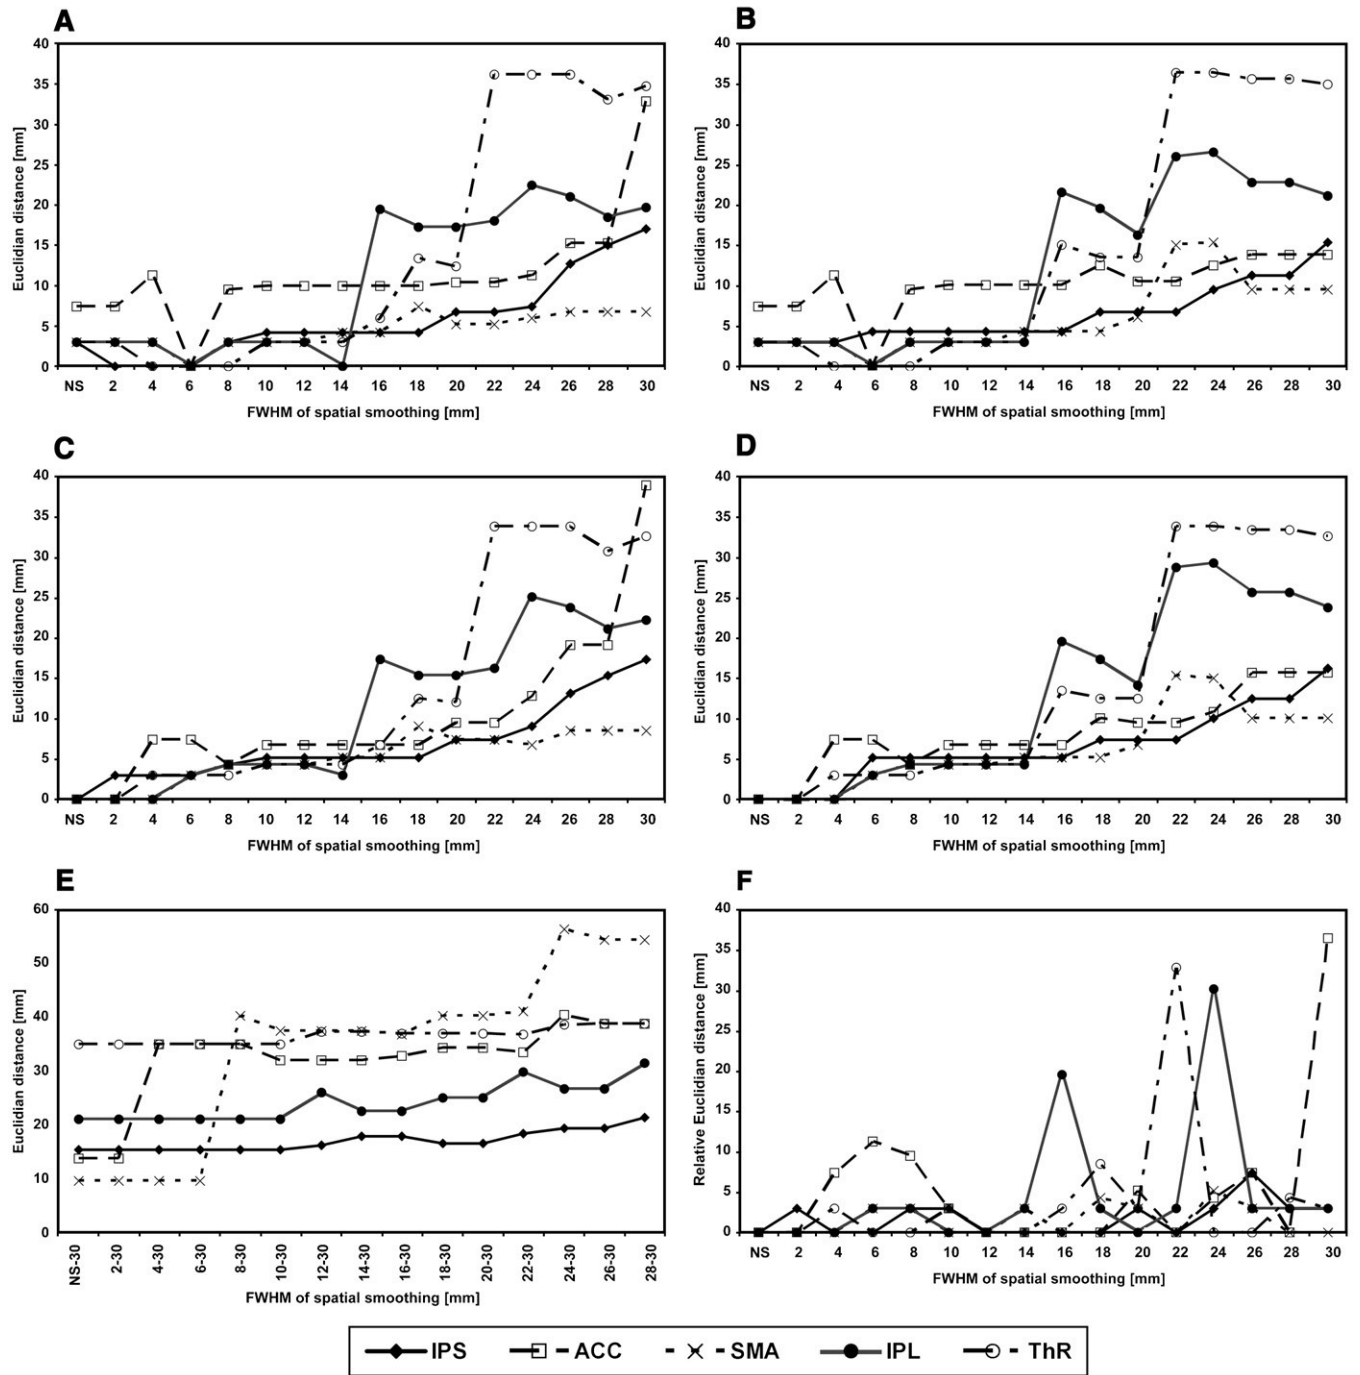 A
40
35
30
25
20
15
10
5
0
Euclidian distance [mm]
NS 2 4 6 8 10 12 14 16 18 20 22 24 26 28 30
FWHM of spatial smoothing [mm]
B
40
35
30
25
20
15
10
5
0
Euclidian distance [mm]
NS 2 4 6 8 10 12 14 16 18 20 22 24 26 28 30
FWHM of spatial smoothing [mm]
C
40
35
30
25
20
15
10
5
0
Euclidian distance [mm]
NS 2 4 6 8 10 12 14 16 18 20 22 24 26 28 30
FWHM of spatial smoothing [mm]
D
40
35
30
25
20
15
10
5
0
Euclidian distance [mm]
NS 2 4 6 8 10 12 14 16 18 20 22 24 26 28 30
FWHM of spatial smoothing [mm]
E
60
50
40
30
20
10
0
Euclidian distance [mm]
NS-30 2-30 4-30 6-30 8-30 10-30 12-30 14-30 16-30 18-30 20-30 22-30 24-30 26-30 28-30
FWHM of spatial smoothing [mm]
F
40
35
30
25
20
15
10
5
0
Relative Euclidian distance [mm]
NS 2 4 6 8 10 12 14 16 18 20 22 24 26 28 30
FWHM of spatial smoothing [mm]
IPS ACC SMA IPL ThR